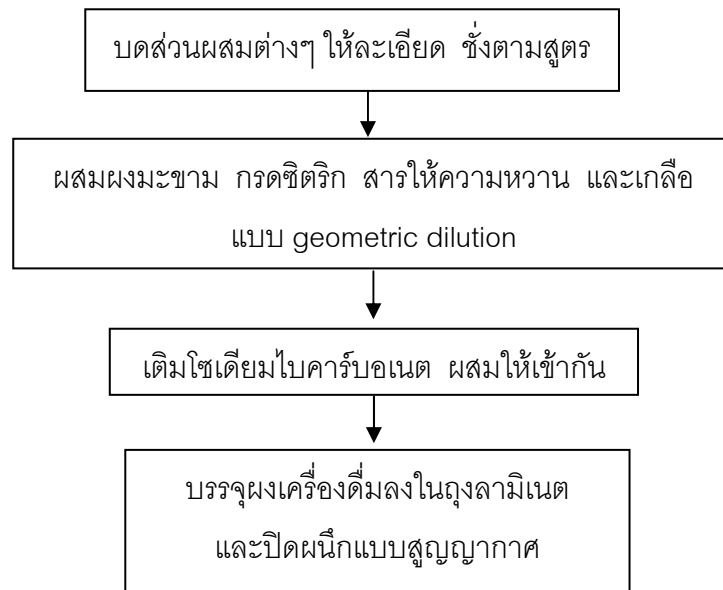 บดส่วนผสมต่างๆ ให้ละเอียด ชั่งตามสูตร
ผสมผงมะขาม กรดซิตริก สารให้ความหวาน และเกลือ
แบบ geometric dilution
เติมโซเดียมไบคาร์บอเนต ผสมให้เข้ากัน
บรรจุผงเครื่องดื่มลงในถุงลามิเนต
และปิดผนึกแบบสูญญากาศ